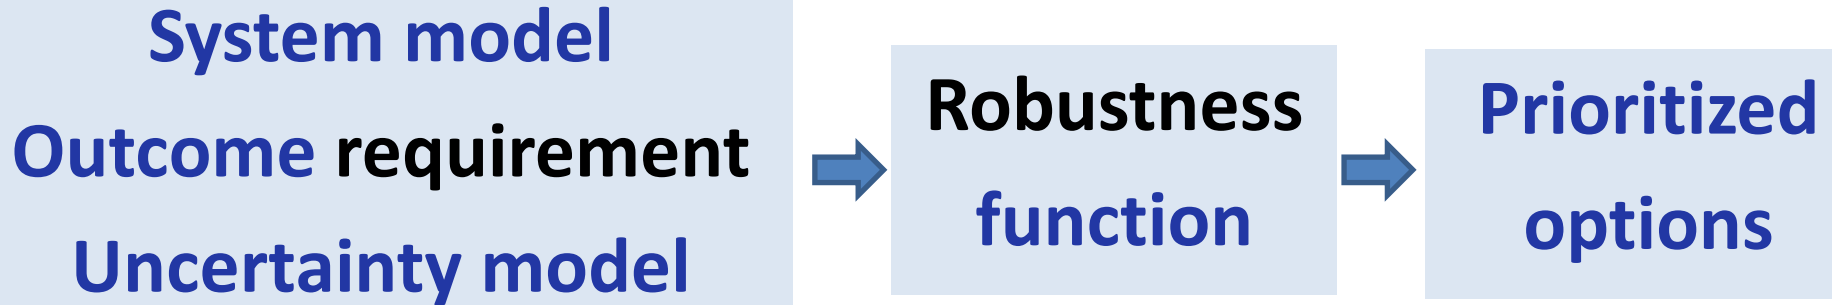 System model
Outcome requirement
Uncertainty model
Robustness
function
Prioritized
options